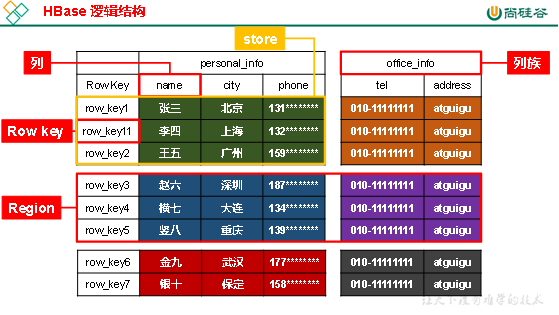 HBase 逻辑结构
尚硅谷
store
列
personal_info
office_info
列族
RowKey name city phone tel address
row_key1 张三 北京 131******** 010-11111111 atguigu
Row key
row_key11 李四 上海 132******** 010-11111111 atguigu
row_key2 王五 广州 159******** 010-11111111 atguigu
row_key3 赵六 深圳 187******** 010-11111111 atguigu
Region
row_key4 横七 大连 134******** 010-11111111 atguigu
row_key5 竖八 重庆 139******** 010-11111111 atguigu
row_key6 金九 武汉 177******** 010-11111111 atguigu
row_key7 银十 保定 158******** 010-11111111 atguigu
让天下没有难学的技术